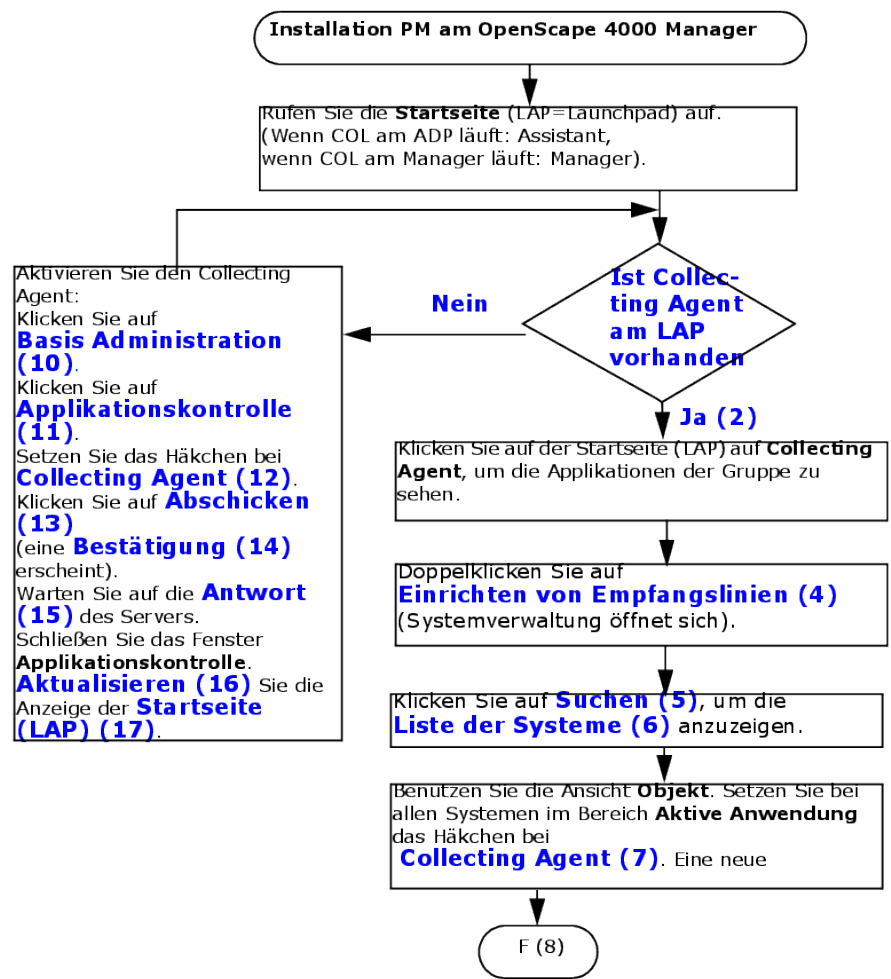 Installation PM am OpenScape 4000 Manager
Rufen Sie die Startseite (LAP=Launchpad) auf.
(Wenn COL am ADP läuft: Assistant,
wenn COL am Manager läuft: Manager).
Ist Collec-
ting Agent
am LAP
vorhanden
Nein
Aktivieren Sie den Collecting
Agent:
Klicken Sie auf
Basis Administration
(10).
Klicken Sie auf
Applikationskontrolle
(11).
Setzen Sie das Häkchen bei
Collecting Agent (12).
Klicken Sie auf Abschicken
(13)
(eine Bestätigung (14)
erscheint).
Warten Sie auf die Antwort
(15) des Servers.
Schließen Sie das Fenster
Applikationskontrolle.
Aktualisieren (16) Sie die
Anzeige der Startseite
(LAP) (17).
Ja (2)
Klicken Sie auf der Startseite (LAP) auf Collecting
Agent, um die Applikationen der Gruppe zu
sehen.
Doppelklicken Sie auf
Einrichten von Empfangslinien (4)
(Systemverwaltung öffnet sich).
Klicken Sie auf Suchen (5), um die
Liste der Systeme (6) anzuzeigen.
Benutzen Sie die Ansicht Objekt. Setzen Sie bei
allen Systemen im Bereich Aktive Anwendung
das Häkchen bei
Collecting Agent (7). Eine neue
F (8)